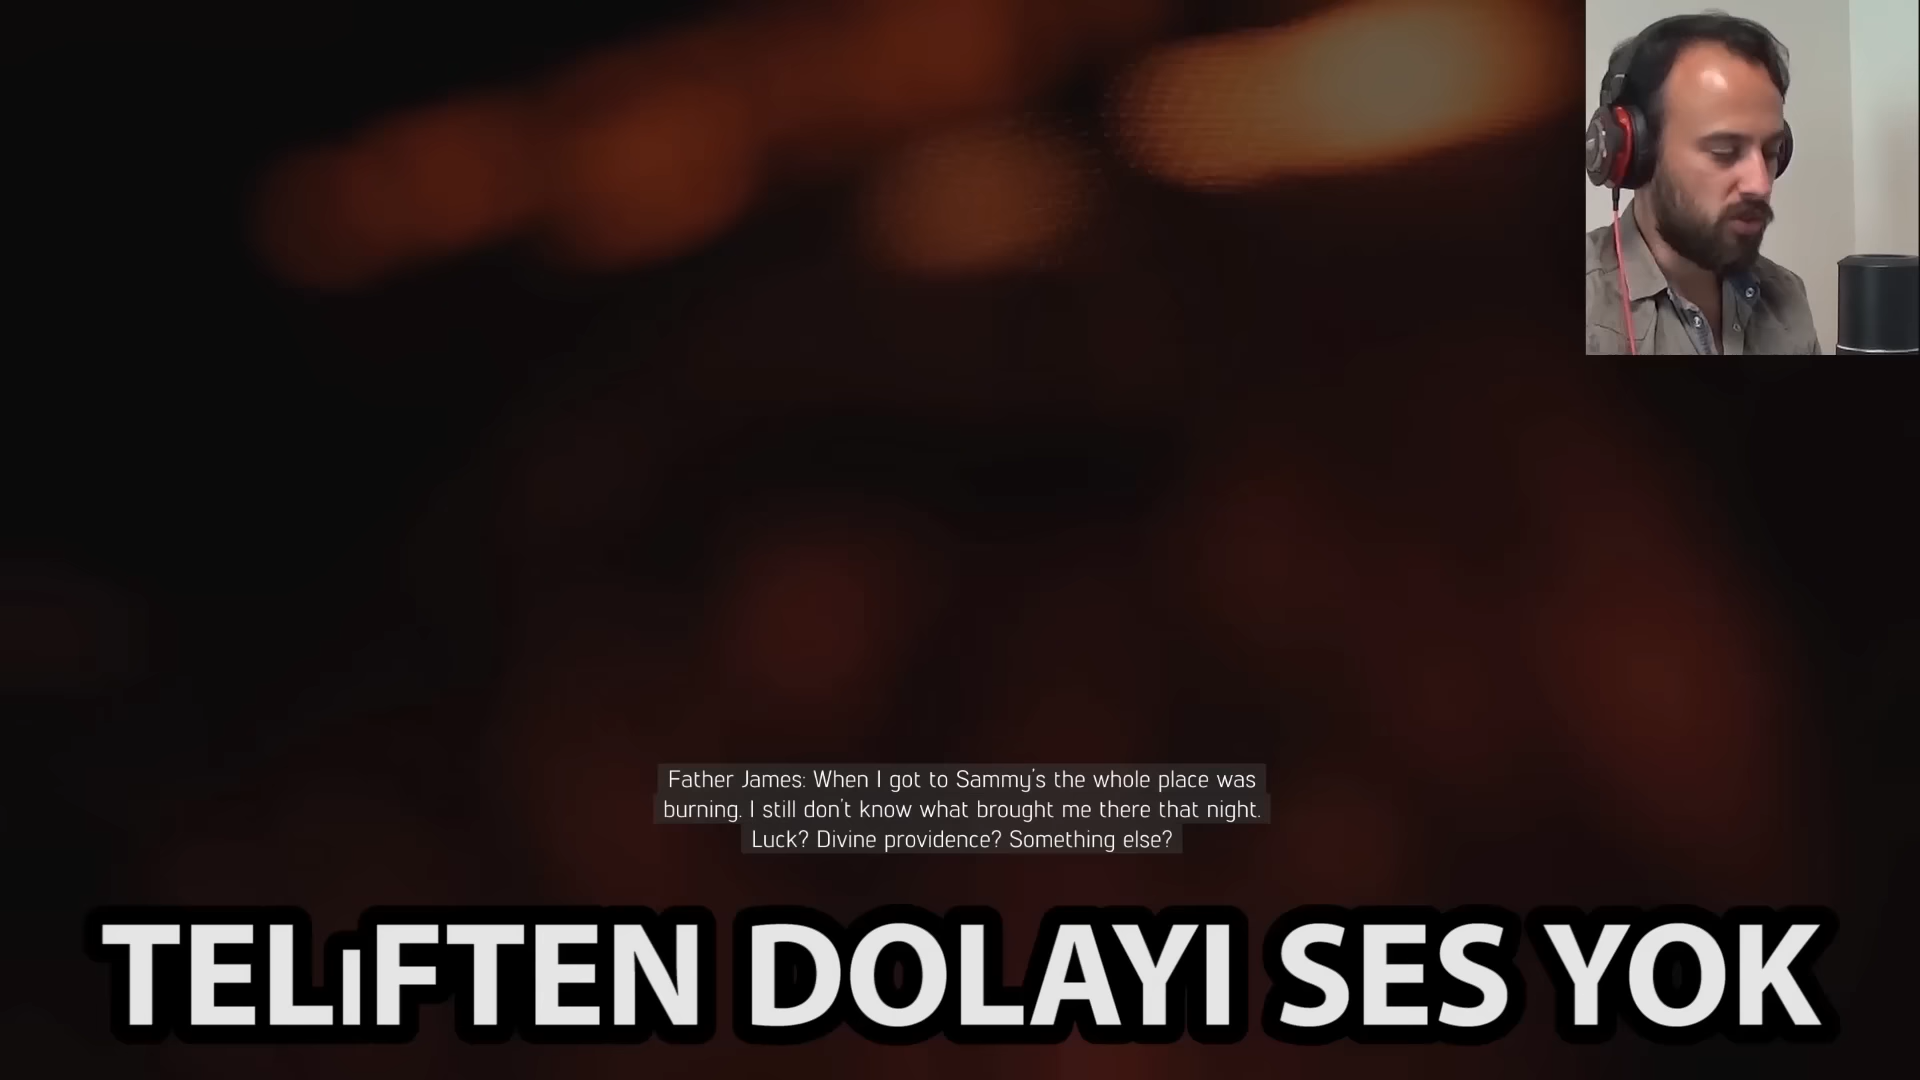 Father James: When I got to Sammy's the whole place was
burning. I still don't know what brought me there that night.
Luck? Divine providence? Something else?
TELıFTEN DOLAYI SES YOK